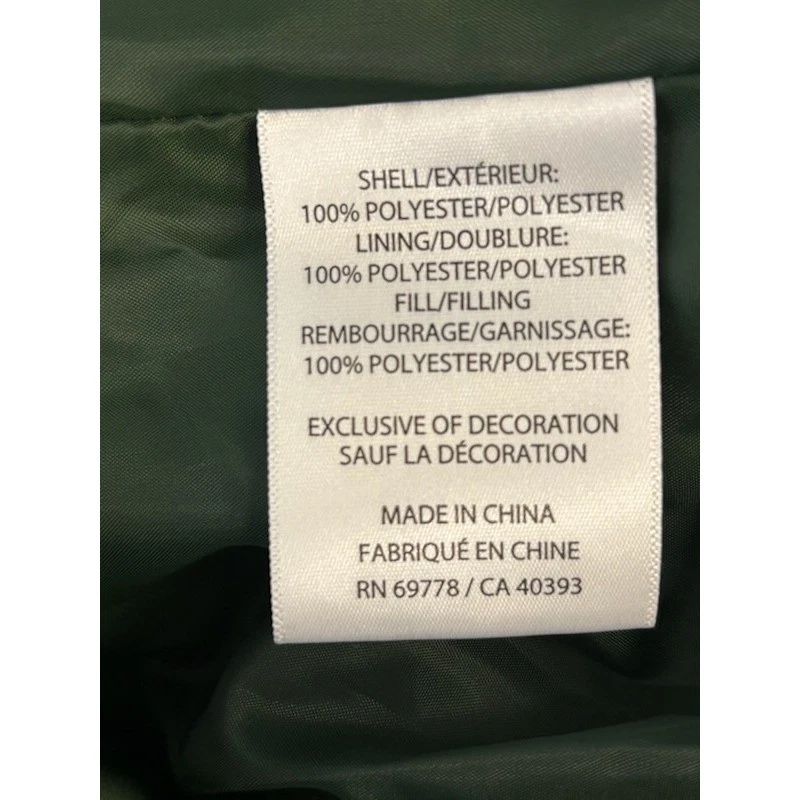 SHELL/EXTÉRIEUR:
100% POLYESTER/POLYESTER
LINING/DOUBLURE:
100% POLYESTER/POLYESTER
FILL/FILLING
REMBOURRAGE/GARNISSAGE:
100% POLYESTER/POLYESTER
EXCLUSIVE OF DECORATION
SAUF LA DÉCORATION
MADE IN CHINA
FABRIQUÉ EN CHINE
RN 69778 / CA 40393